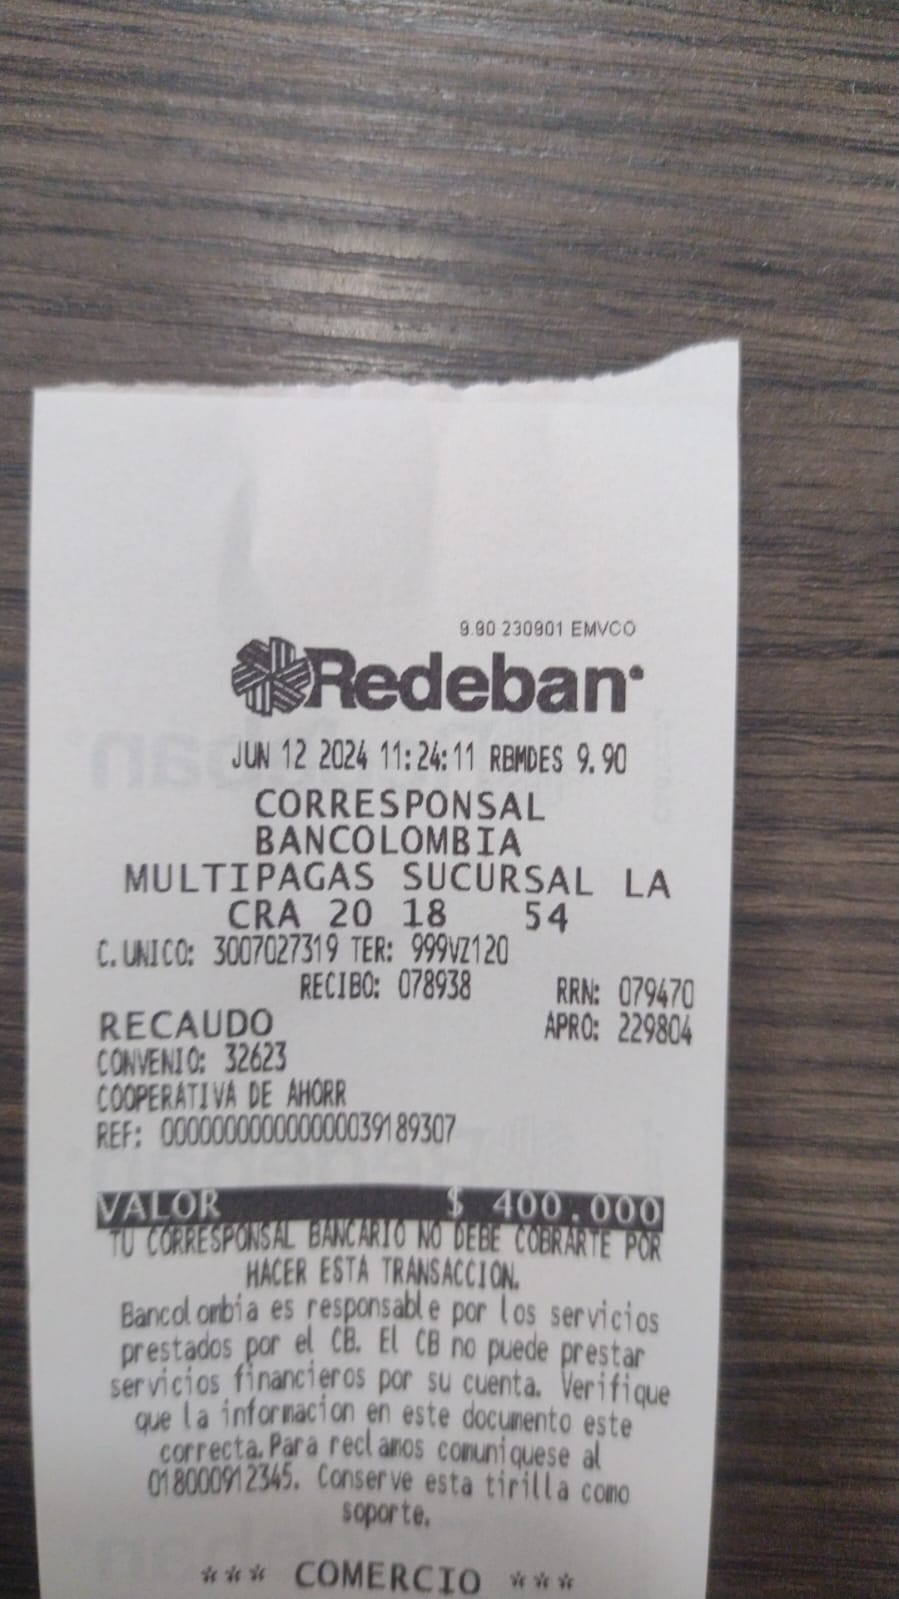 9.90 230901 EMVCO
Redeban
JUN 12 2024 11:24:11 RBMDES 9.90
CORRESPONSAL
BANCOLOMBIA
MULTIPAGAS SUCURSAL LA
CRA 20 18 54
C. UNICO: 3007027319 TER: 999VZ120
RECIBO: 078938 RRN: 079470
RECAUDO APRO: 229804
CONVENIO: 32623
COOPERATIVA DE AHORR
REF: 000000000000000039189307
VALOR $ 400.000
TU CORRESPONSAL BANCARIO NO DEBE COBRARTE POR
HACER ESTA TRANSACCION.
Bancolombia es responsable por los servicios
prestados por el CB. El CB no puede prestar
servicios financieros por su cuenta. Verifique
que la informacion en este documento este
correcta. Para reclamos comuniquese al
018000912345. Conserve esta tirilla como
soporte.
*** COMERCIO ***